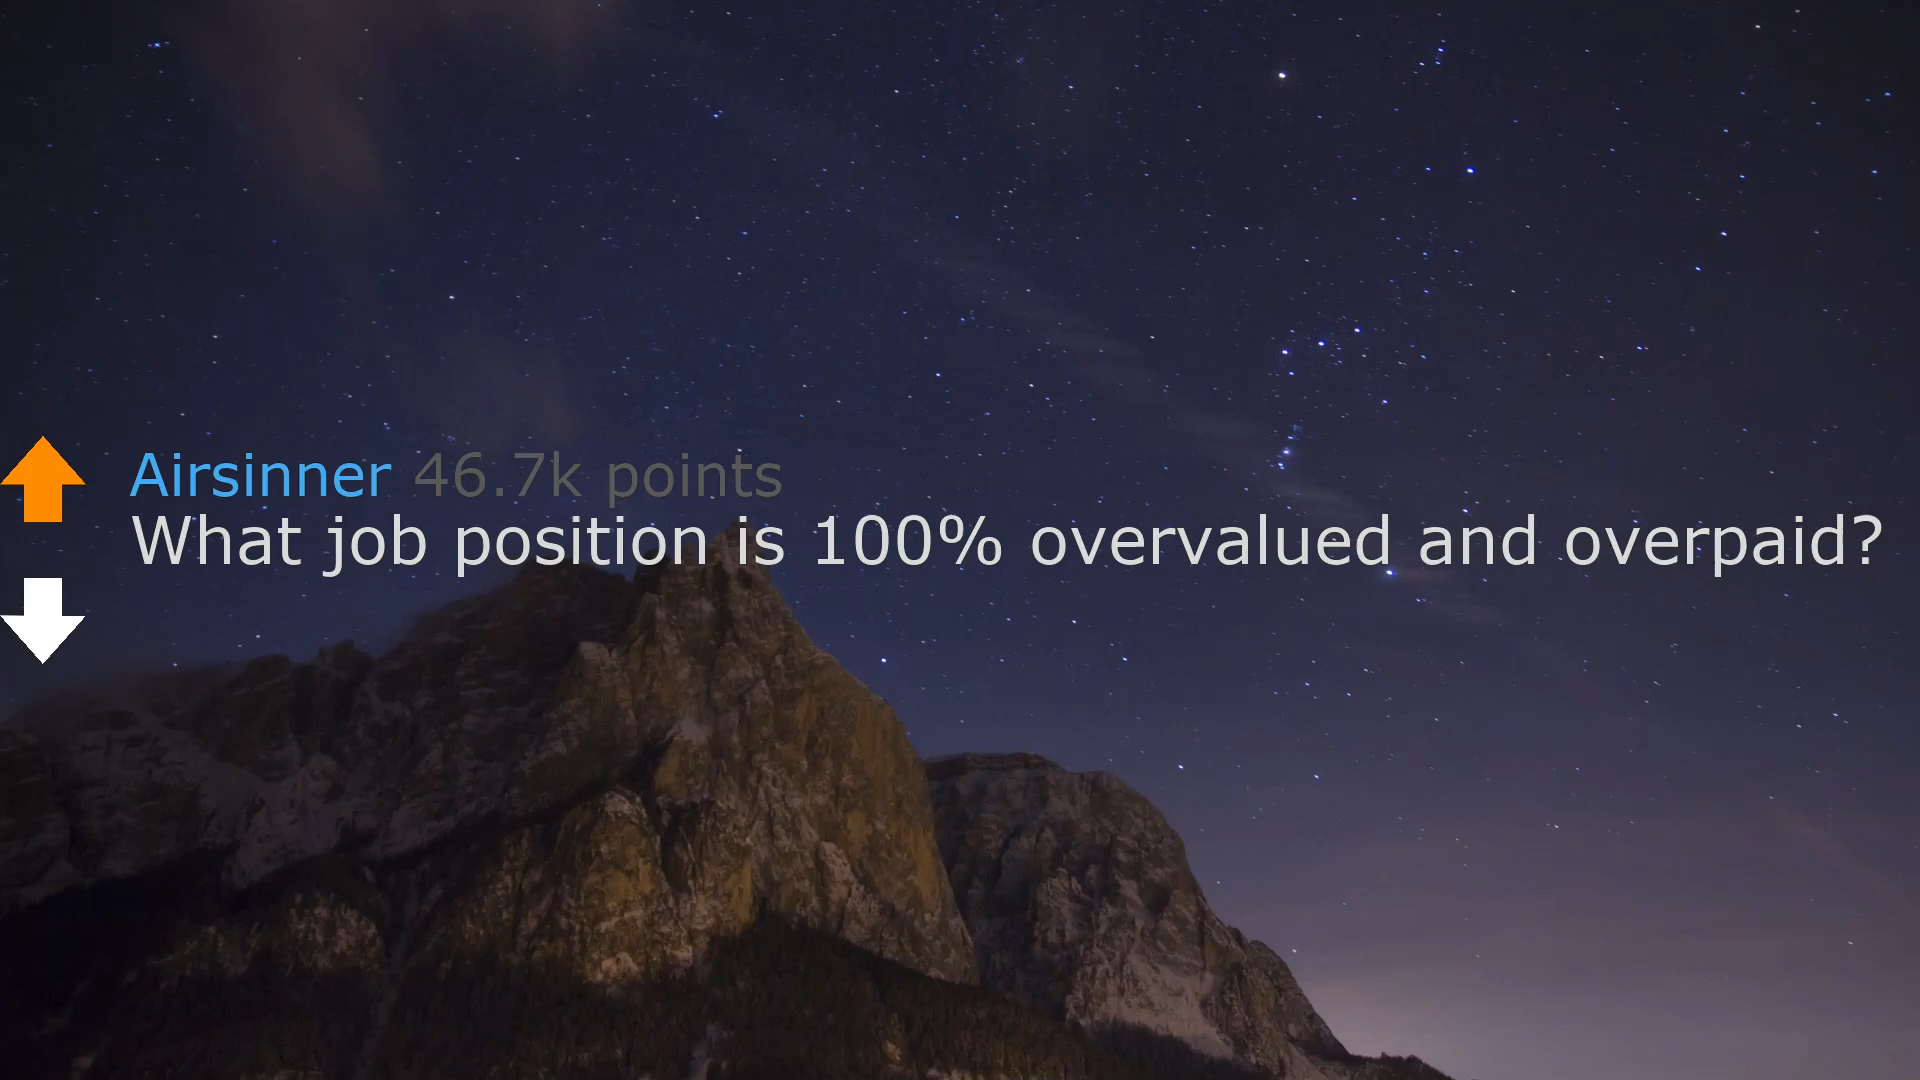 Airsinner 46.7k points
What job position is 100% overvalued and overpaid?